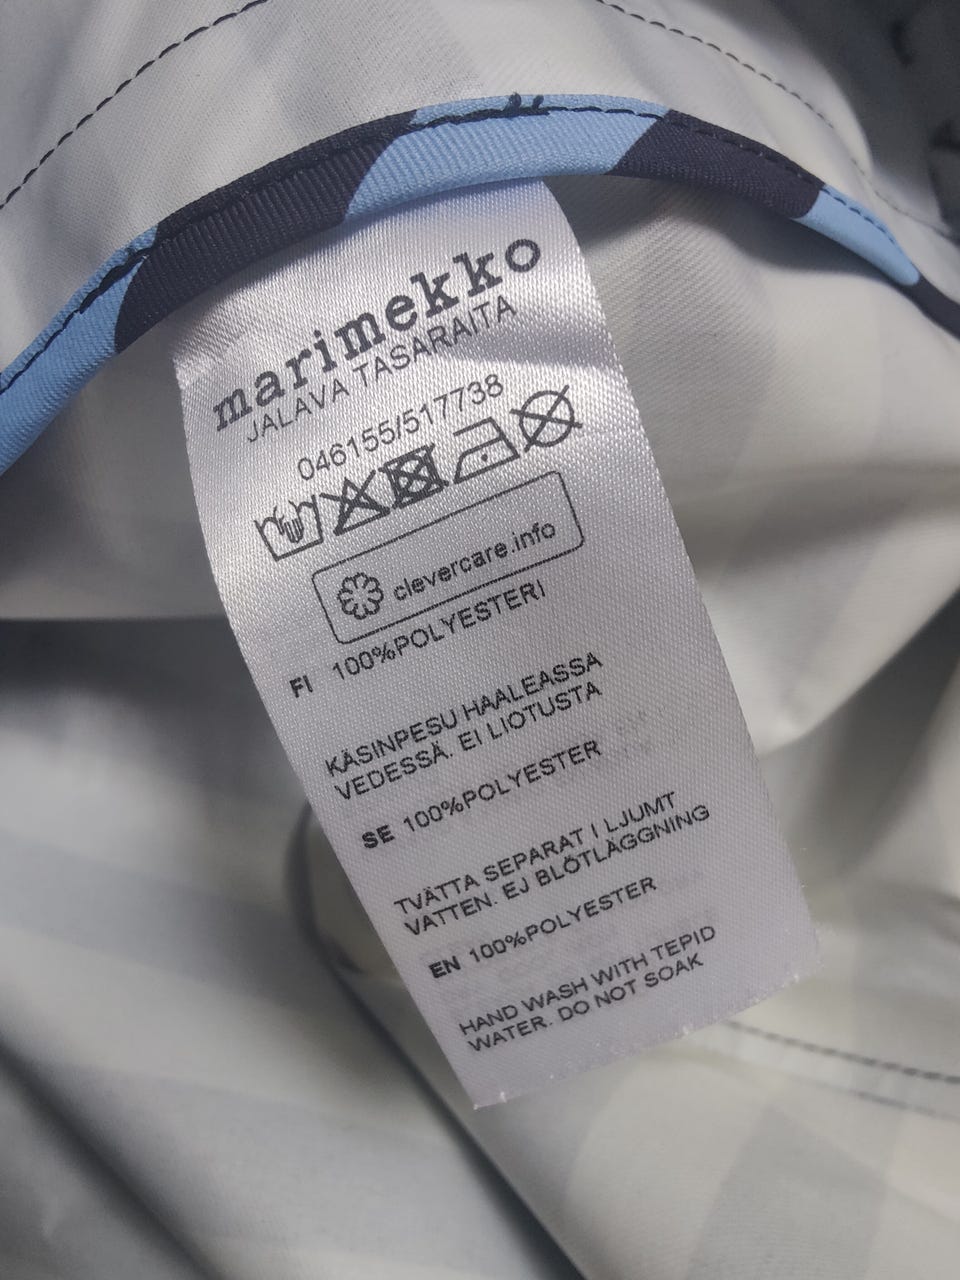 marimekko
JALAVA TASARAITA
046155/517738
clevercare.info
FI 100%POLYESTERI
KÄSINPESU HAALEASSA
VEDESSÄ. EI LIOTUSTA
SE 100%POLYESTER
TVÄTTA SEPARAT I LJUMT
VATTEN. EJ BLÖTLÄGGNING
EN 100%POLYESTER
HAND WASH WITH TEPID
WATER. DO NOT SOAK